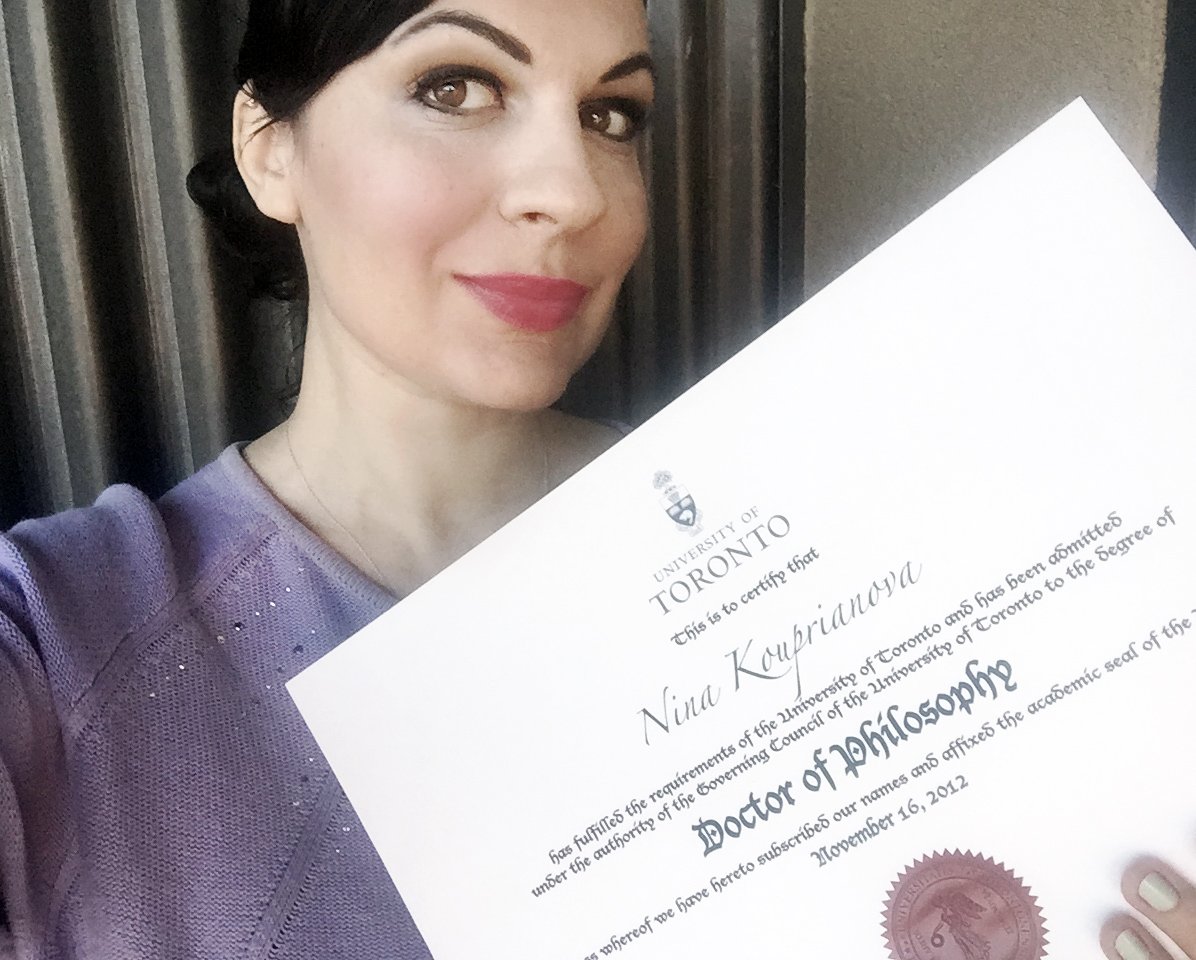 UNIVERSITY OF
TORONTO
This is to certify that
Nina Kouprianova
has fulfilled the requirements of the University of Toronto and has been admitted
under the authority of the Governing Council of the University of Toronto to the degree of
Doctor of Philosophy
whereof we have hereto subscribed our names and affixed the academic seal of the
November 16, 2012